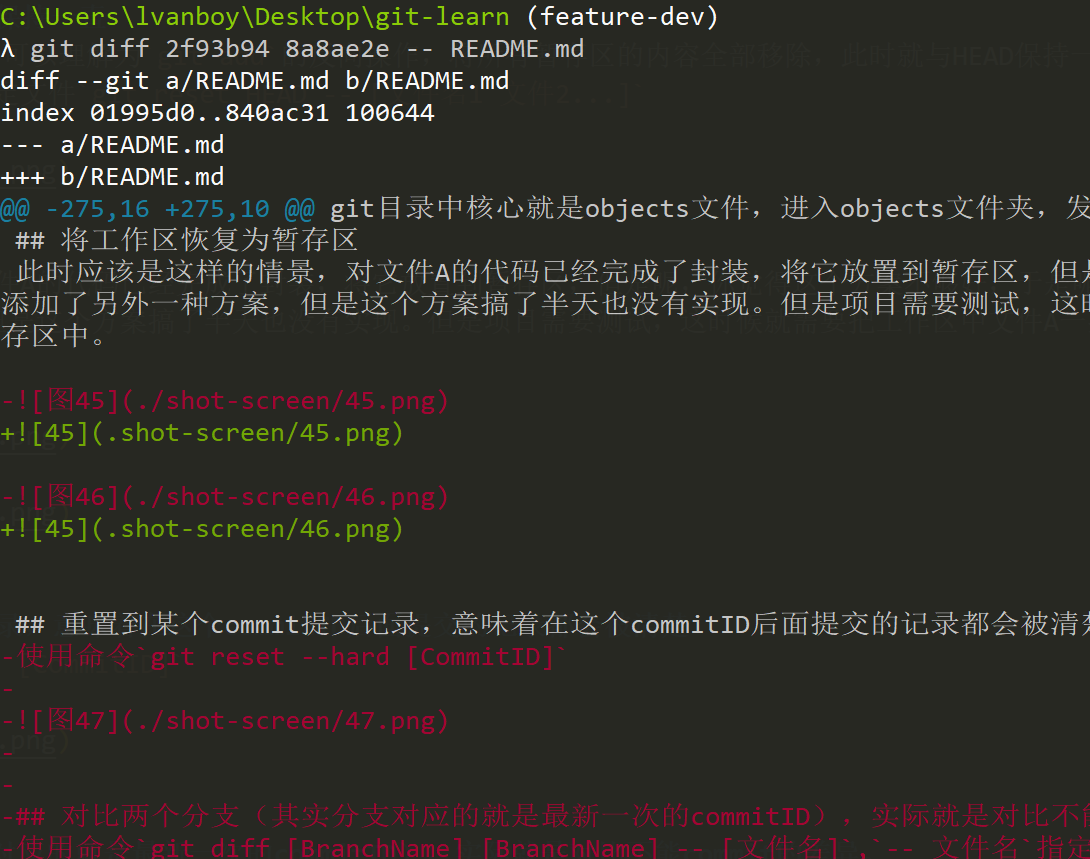 C:\Users\lvanboy\Desktop\git-learn (feature-dev)
λ git diff 2f93b94 8a8ae2e -- README.md
diff --git a/README.md b/README.md
index 01995d0..840ac31 100644
--- a/README.md
+++ b/README.md
@@ -275,16 +275,10 @@ git目录中核心就是objects文件，进入objects文件夹，发
 ## 将工作区恢复为暂存区
 此时应该是这样的情景，对文件A的代码已经完成了封装，将它放置到暂存区，但是
添加了另外一种方案，但是这个方案搞了半天也没有实现。但是项目需要测试，这时
存区中。
-![图45](./shot-screen/45.png)
+![45](.shot-screen/45.png)
-![图46](./shot-screen/46.png)
+![45](.shot-screen/46.png)
 ## 重置到某个commit提交记录，意味着在这个commitID后面提交的记录都会被清
-使用命令`git reset --hard [CommitID]`
-
-![图47](./shot-screen/47.png)
-
-
-## 对比两个分支（其实分支对应的就是最新一次的commitID），实际就是对比不
-使用命令`git diff [BranchName] [BranchName] -- [文件名]`,`-- 文件名`指定